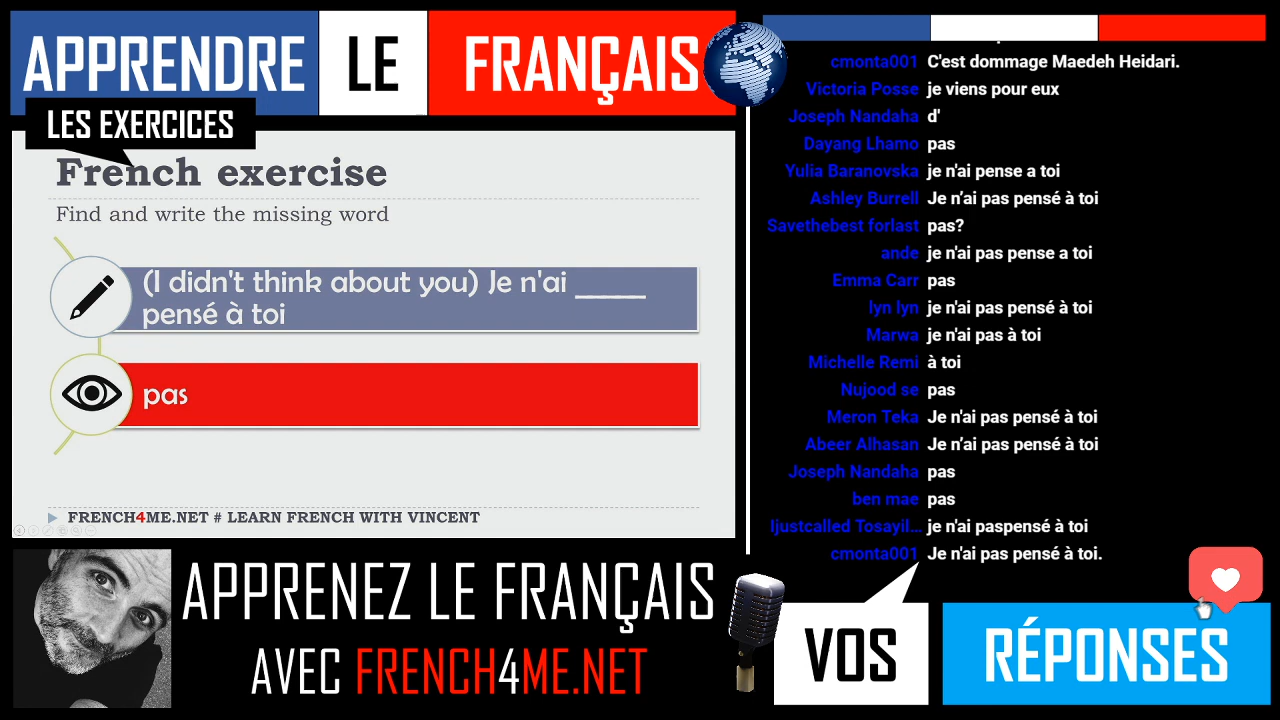 APPRENDRE LE FRANÇAIS
LES EXERCICES
French exercise
Find and write the missing word
(I didn't think about you) Je n'ai _____
pensé à toi
pas
FRENCH4ME.NET # LEARN FRENCH WITH VINCENT
APPRENEZ LE FRANÇAIS
AVEC FRENCH4ME.NET
cmonta001 C'est dommage Maedeh Heidari.
Victoria Posse je viens pour eux
Joseph Nandaha d'
Dayang Lhamo pas
Yulia Baranovska je n'ai pense a toi
Ashley Burrell Je n’ai pas pensé à toi
Savethebest forlast pas?
ande je n'ai pas pense a toi
Emma Carr pas
lyn lyn je n'ai pas pensé à toi
Marwa je n'ai pas à toi
Michelle Remi à toi
Nujood se pas
Meron Teka Je n'ai pas pensé à toi
Abeer Alhasan Je n’ai pas pensé à toi
Joseph Nandaha pas
ben mae pas
Ijustcalled Tosayil... je n'ai paspensé à toi
cmonta001 Je n'ai pas pensé à toi.
VOS RÉPONSES